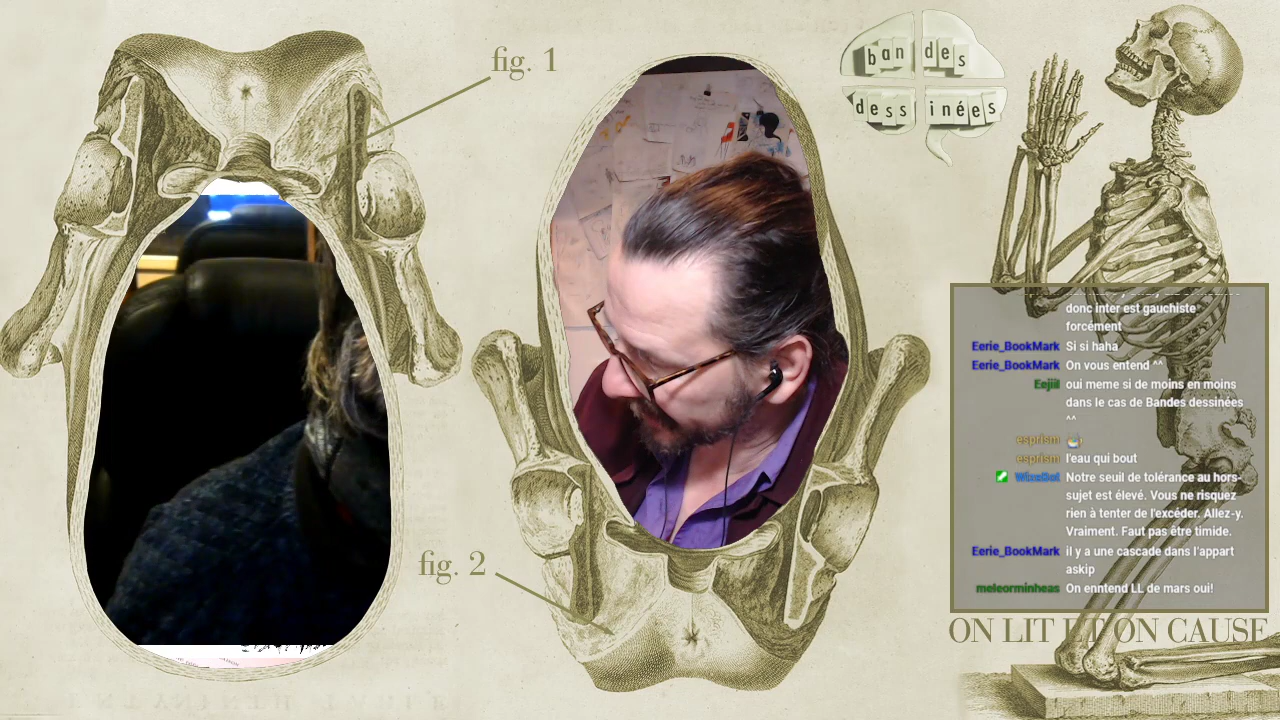 fig. 1
ban des
dess inées
donc inter est gauchiste
forcément
Eerie_BookMark Si si haha
Eerie_BookMark On vous entend ^^
Eejiil oui meme si de moins en moins
dans le cas de Bandes dessinées
^^
esprism
esprism l'eau qui bout
WizeBot Notre seuil de tolérance au hors-
sujet est élevé. Vous ne risquez
rien à tenter de l'excéder. Allez-y.
Vraiment. Faut pas être timide.
Eerie_BookMark il y a une cascade dans l'appart
askip
meleorminheas On enntend LL de mars oui!
fig. 2
ON LIT ET ON CAUSE